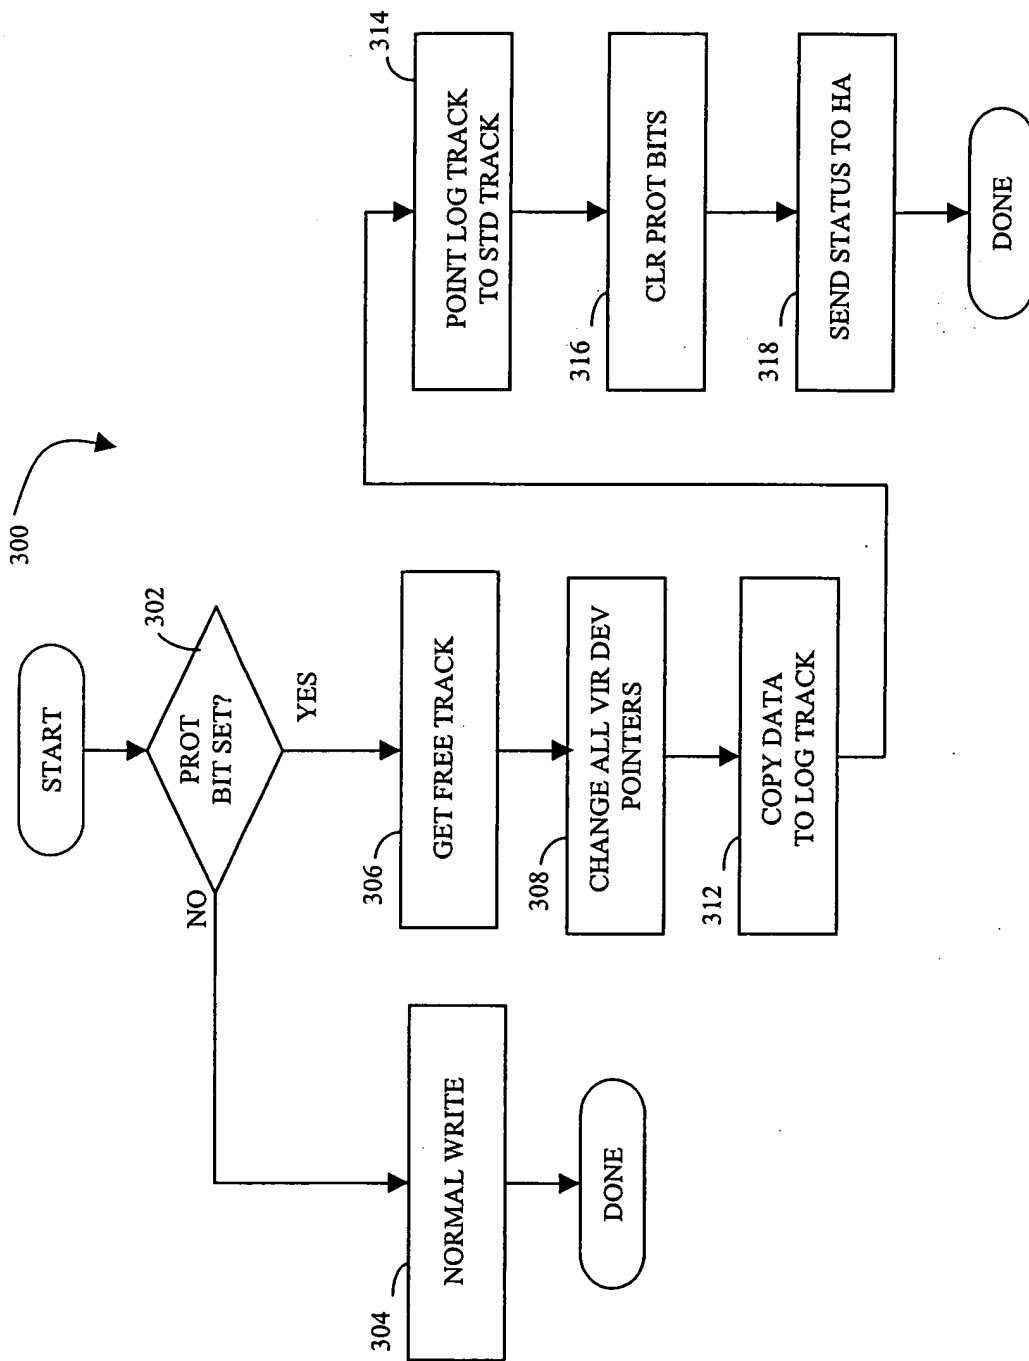 300
START
302
PROT
BIT SET?
NO
YES
304
NORMAL WRITE
DONE
306
GET FREE TRACK
308
CHANGE ALL VIR DEV
POINTERS
312
COPY DATA
TO LOG TRACK
314
POINT LOG TRACK
TO STD TRACK
316
CLR PROT BITS
318
SEND STATUS TO HA
DONE